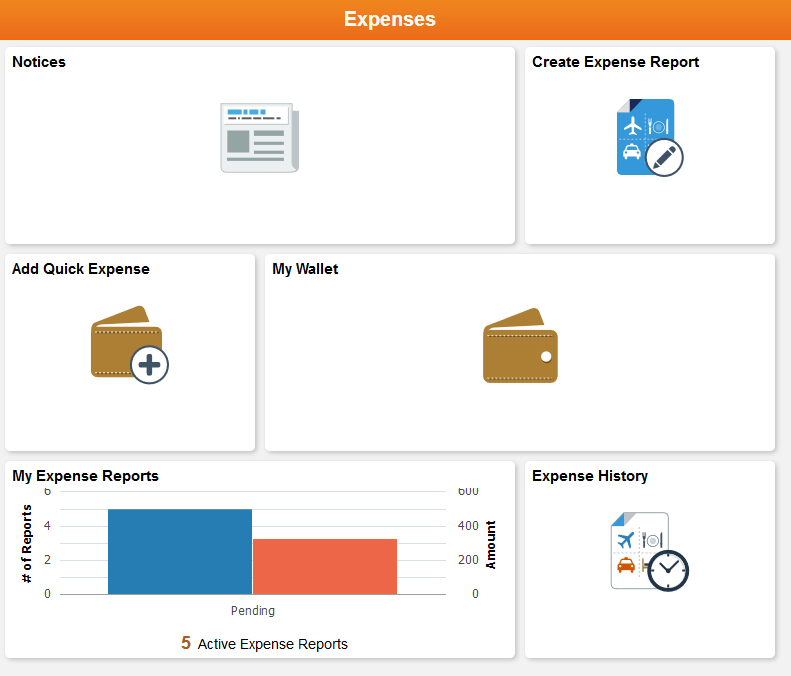 Expenses
Notices
Create Expense Report
Add Quick Expense
My Wallet
My Expense Reports
Expense History
# of Reports
6
4
2
0
600
400
200
0
Amount
Pending
5 Active Expense Reports